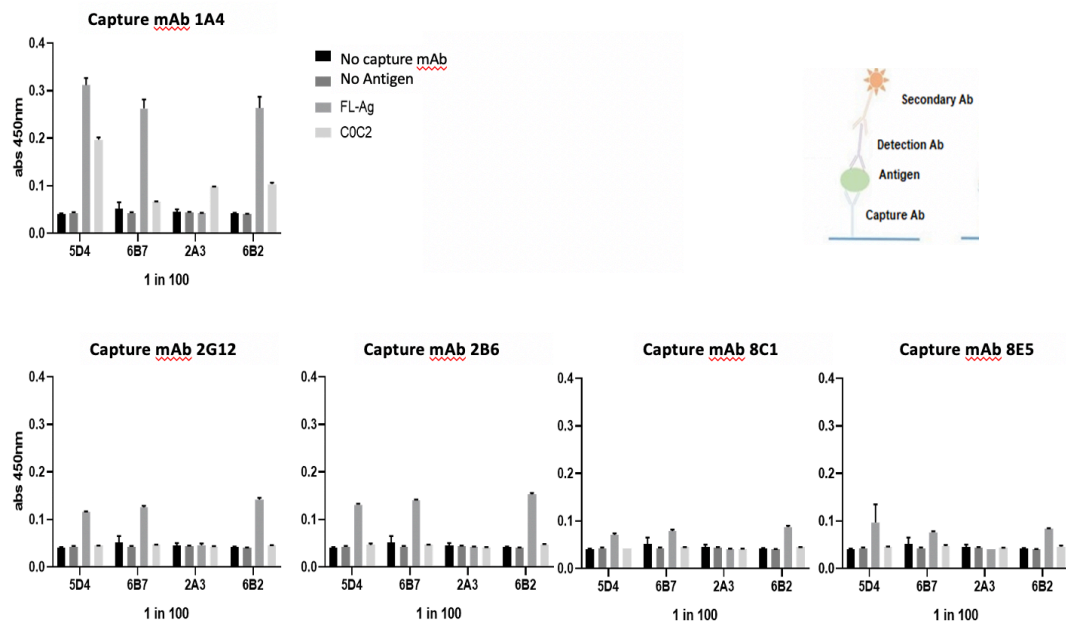 Capture mAb 1A4
abs 450nm
0.4
0.3
0.2
0.1
0.0
5D4 6B7 2A3 6B2
1 in 100
No capture mAb
No Antigen
FL-Ag
C0C2
Secondary Ab
Detection Ab
Antigen
Capture Ab
Capture mAb 2G12
abs 450nm
0.4
0.3
0.2
0.1
0.0
5D4 6B7 2A3 6B2
1 in 100
Capture mAb 2B6
0.4
0.3
0.2
0.1
0.0
5D4 6B7 2A3 6B2
1 in 100
Capture mAb 8C1
0.4
0.3
0.2
0.1
0.0
5D4 6B7 2A3 6B2
1 in 100
Capture mAb 8E5
0.4
0.3
0.2
0.1
0.0
5D4 6B7 2A3 6B2
1 in 100